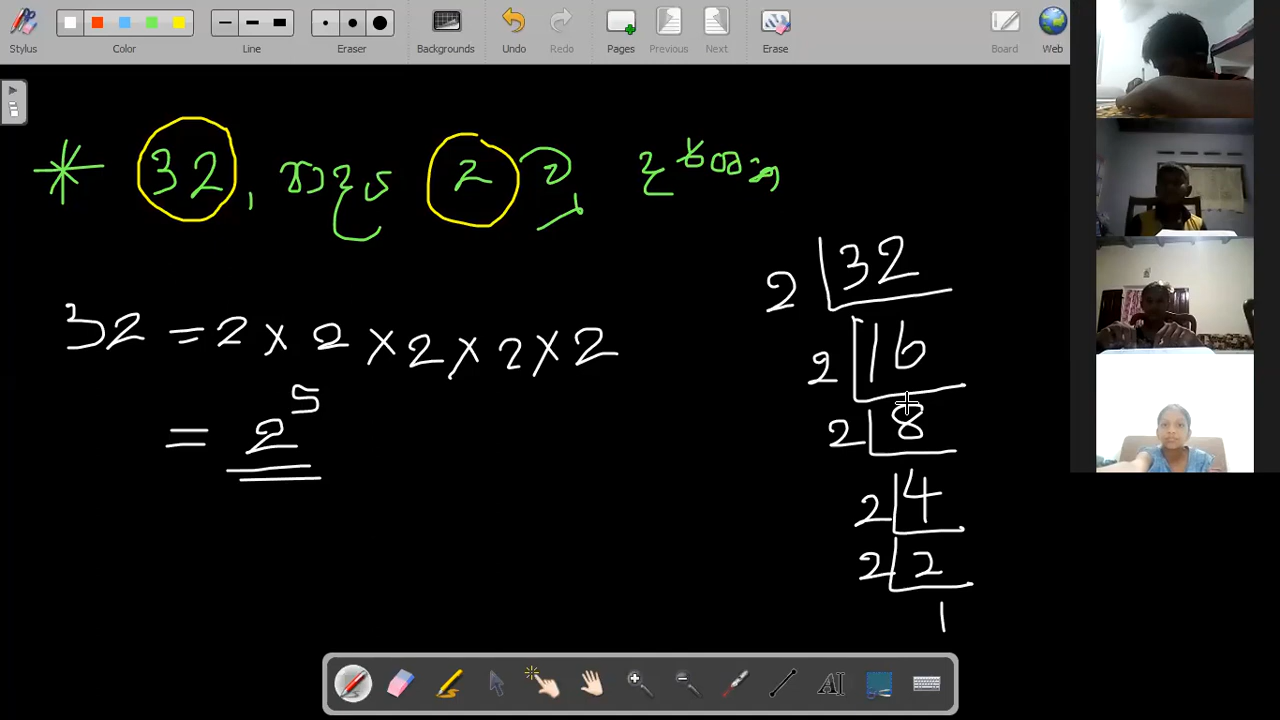 Stylus Color Line Eraser Backgrounds Undo Redo Pages Previous Next Erase Board Web
* 32, 2
32 = 2 × 2 × 2 × 2 × 2
= 2⁵
2 | 32
2 | 16
2 | 8
2 | 4
2 | 2
1